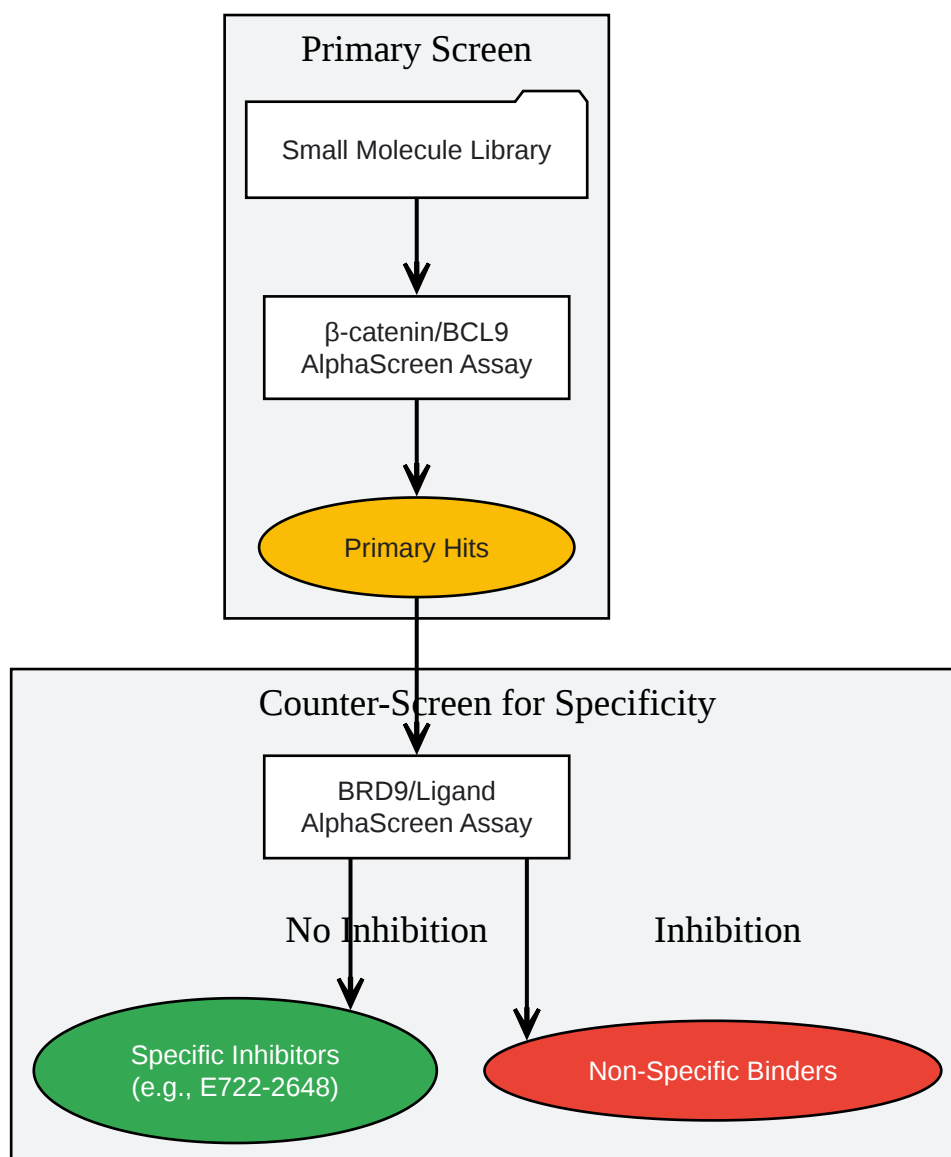 Primary Screen
Small Molecule Library
β-catenin/BCL9
AlphaScreen Assay
Primary Hits
Counter-Screen for Specificity
BRD9/Ligand
AlphaScreen Assay
No Inhibition
Inhibition
Specific Inhibitors
(e.g., E722-2648)
Non-Specific Binders